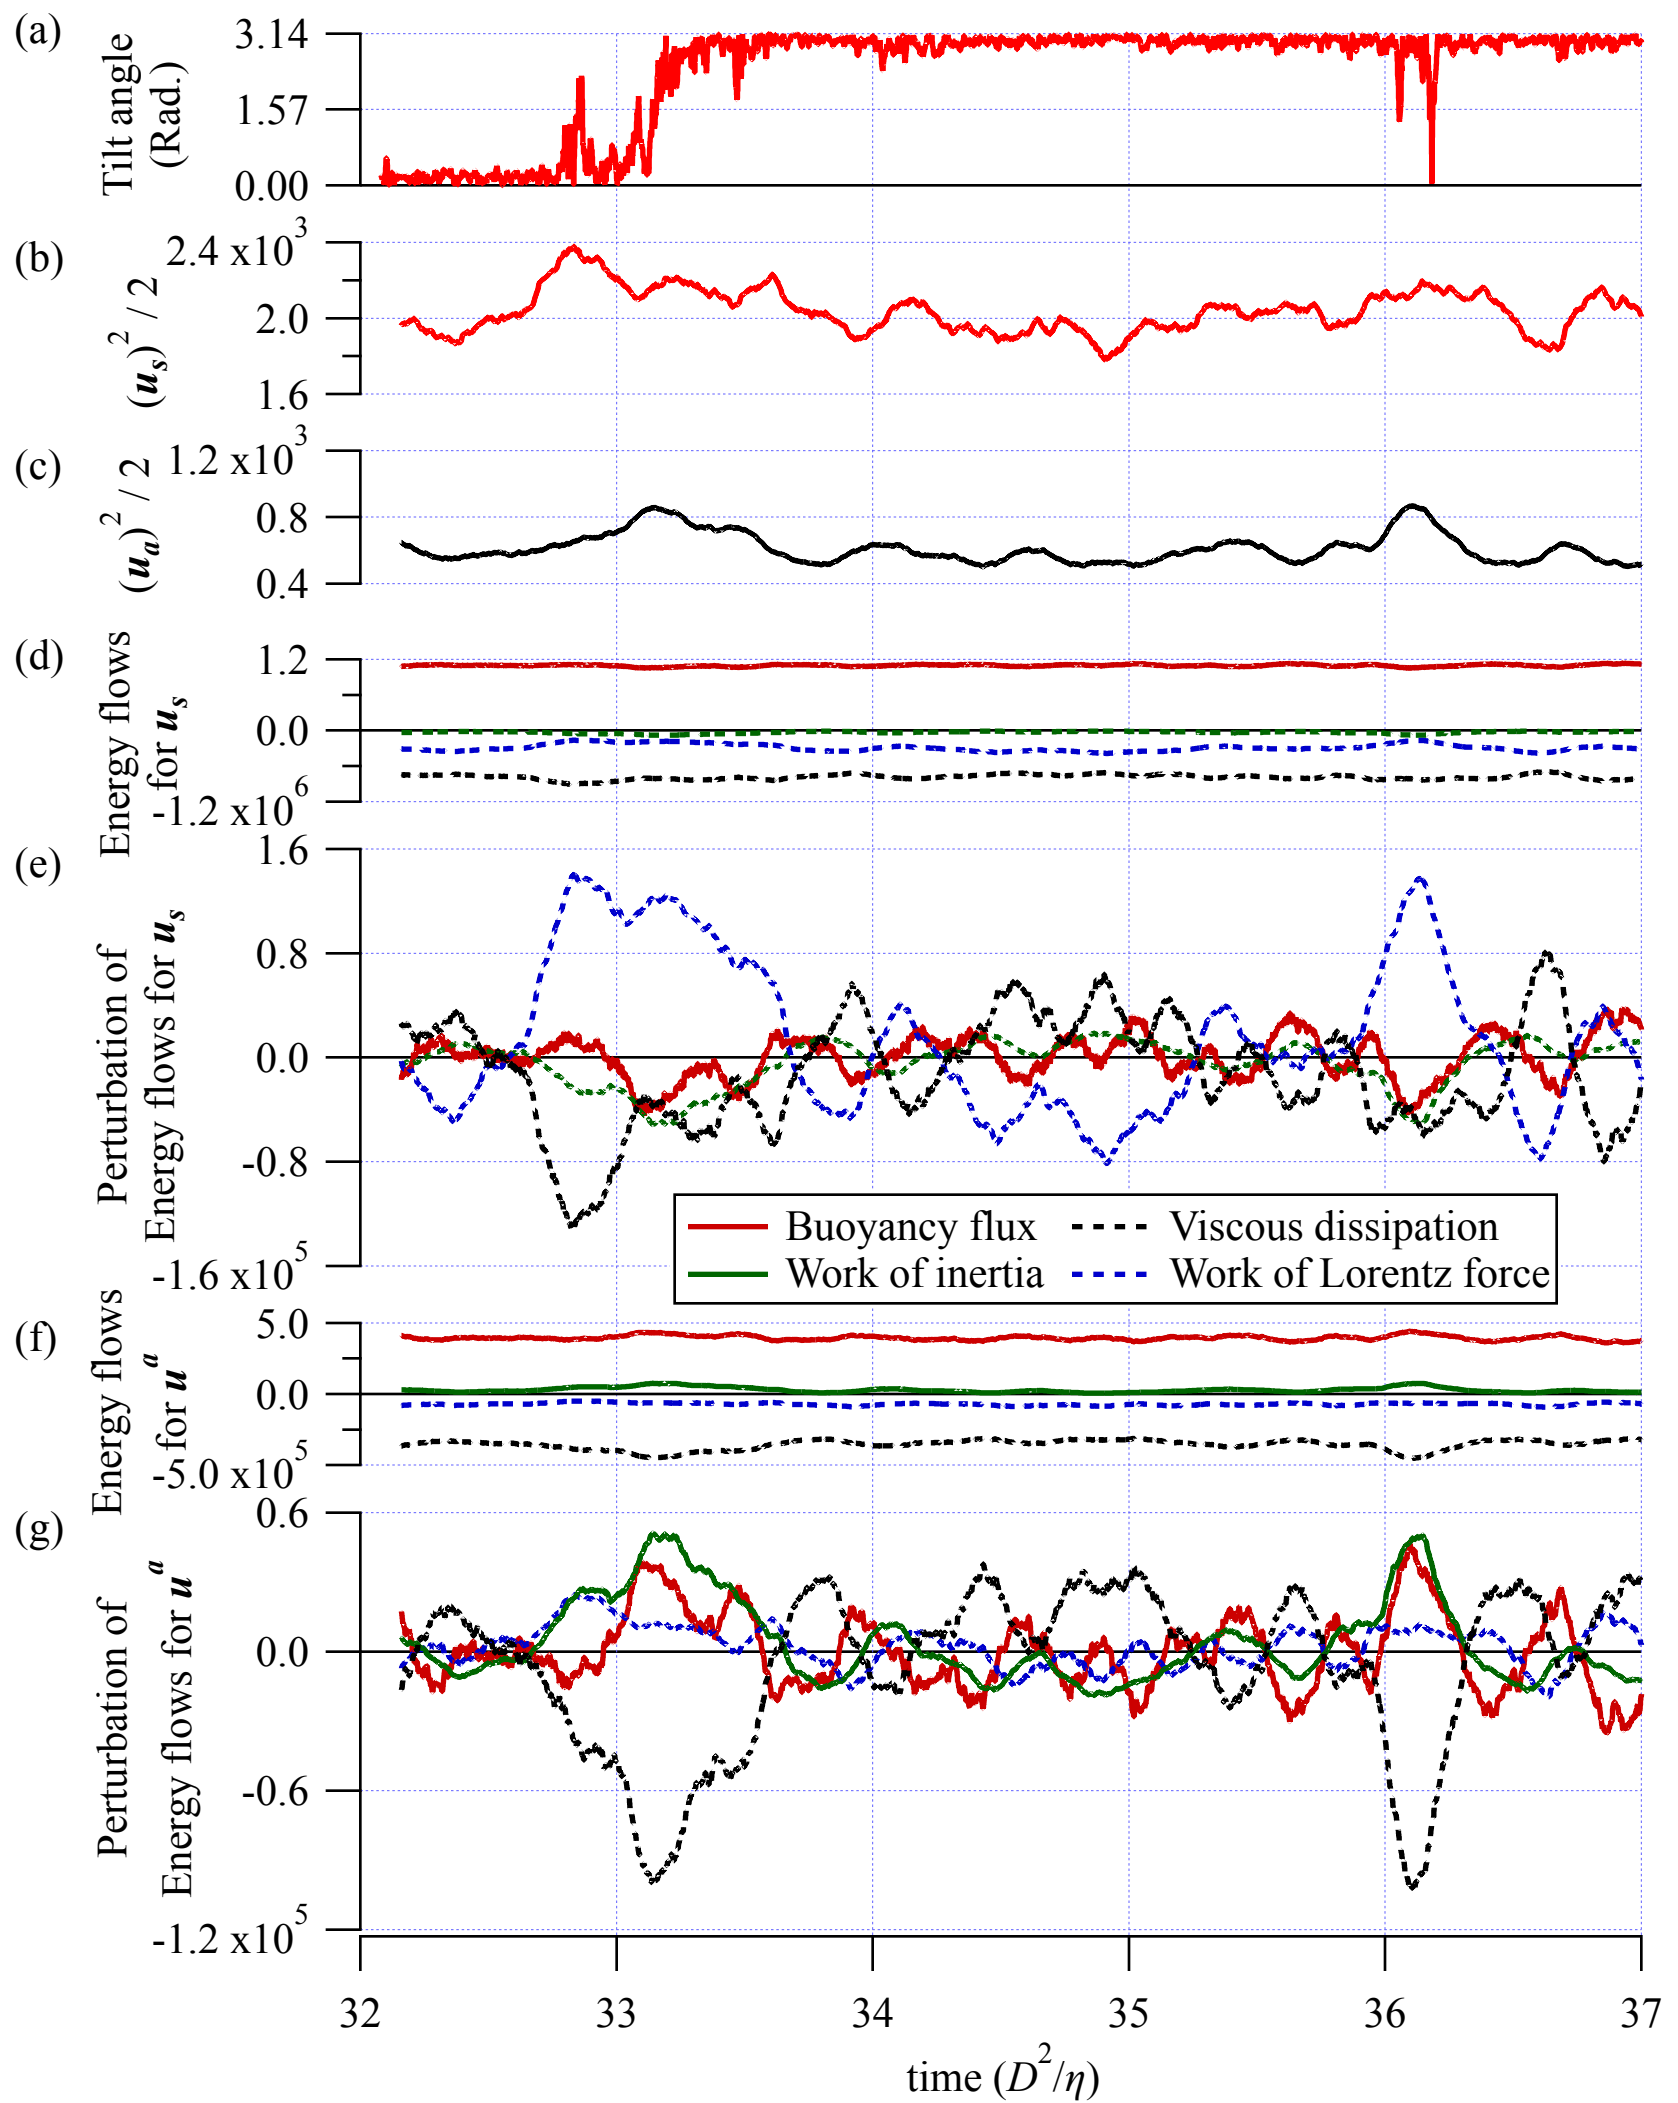 (a)
Tilt angle
(Rad.)
3.14
1.57
0.00
(b)
(u_s)^2 / 2
2.4 x10^3
2.0
1.6
(c)
(u_a)^2 / 2
1.2 x10^3
0.8
0.4
(d)
Energy flows
for u_s
1.2
0.0
-1.2 x10^6
(e)
Perturbation of
Energy flows for u_s
1.6
0.8
0.0
-0.8
-1.6 x10^5
Buoyancy flux
Viscous dissipation
Work of inertia
Work of Lorentz force
(f)
Energy flows
for u^a
5.0
0.0
-5.0 x10^5
(g)
Perturbation of
Energy flows for u^a
0.6
0.0
-0.6
-1.2 x10^5
32 33 34 35 36 37
time (D^2/η)